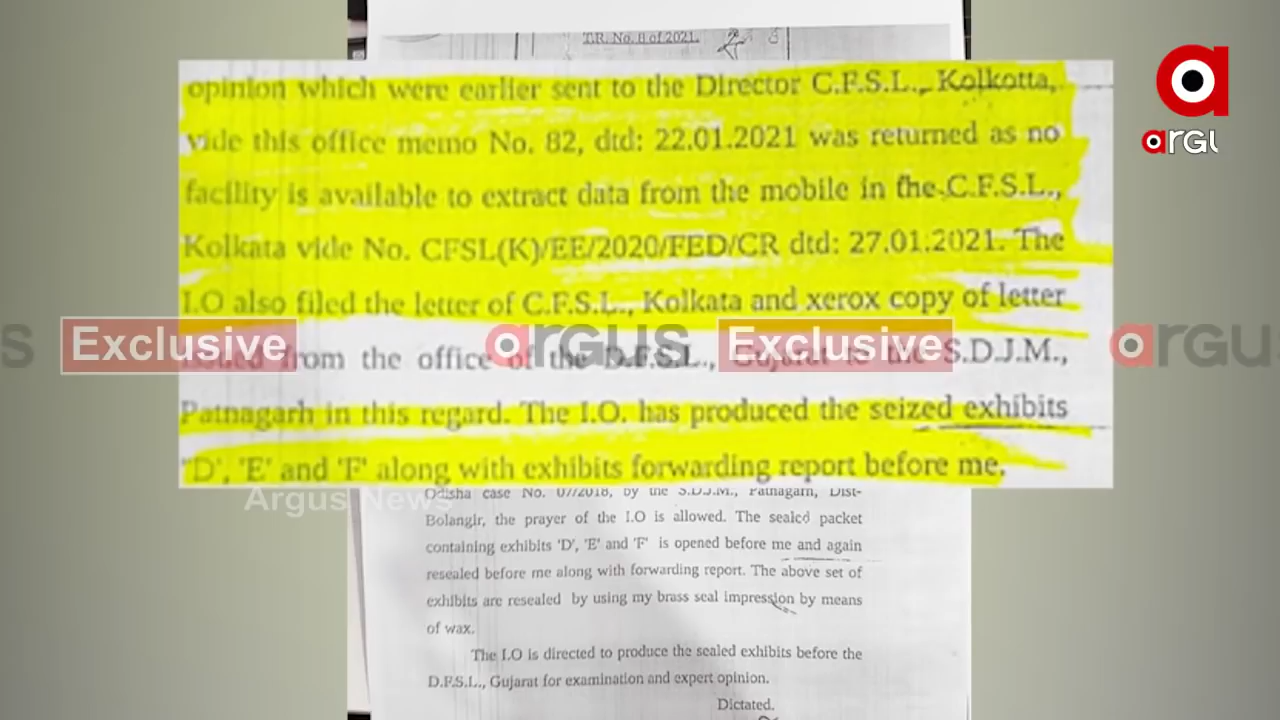 T.R. No. 8 of 2021.
opinion which were earlier sent to the Director C.F.S.L., Kolkotta,
vide this office memo No. 82, dtd: 22.01.2021 was returned as no
facility is available to extract data from the mobile in the C.F.S.L.,
Kolkata vide No. CFSL(K)/EE/2020/FED/CR dtd: 27.01.2021. The
I.O also filed the letter of C.F.S.L., Kolkata and xerox copy of letter
issued from the office of the D.F.S.L., Gujarat to the S.D.J.M.,
Patnagarh in this regard. The I.O. has produced the seized exhibits
'D', 'E' and 'F' along with exhibits forwarding report before me.
Odisha case No. 07/2018, by the S.D.J.M., Patnagarh, Dist-
Bolangir, the prayer of the I.O is allowed. The sealed packet
containing exhibits 'D', 'E' and 'F' is opened before me and again
resealed before me along with forwarding report. The above set of
exhibits are resealed by using my brass seal impression by means
of wax.
The I.O is directed to produce the sealed exhibits before the
D.F.S.L., Gujarat for examination and expert opinion.
Dictated.
Exclusive
argus
Exclusive
argu
s
Argus News
argu